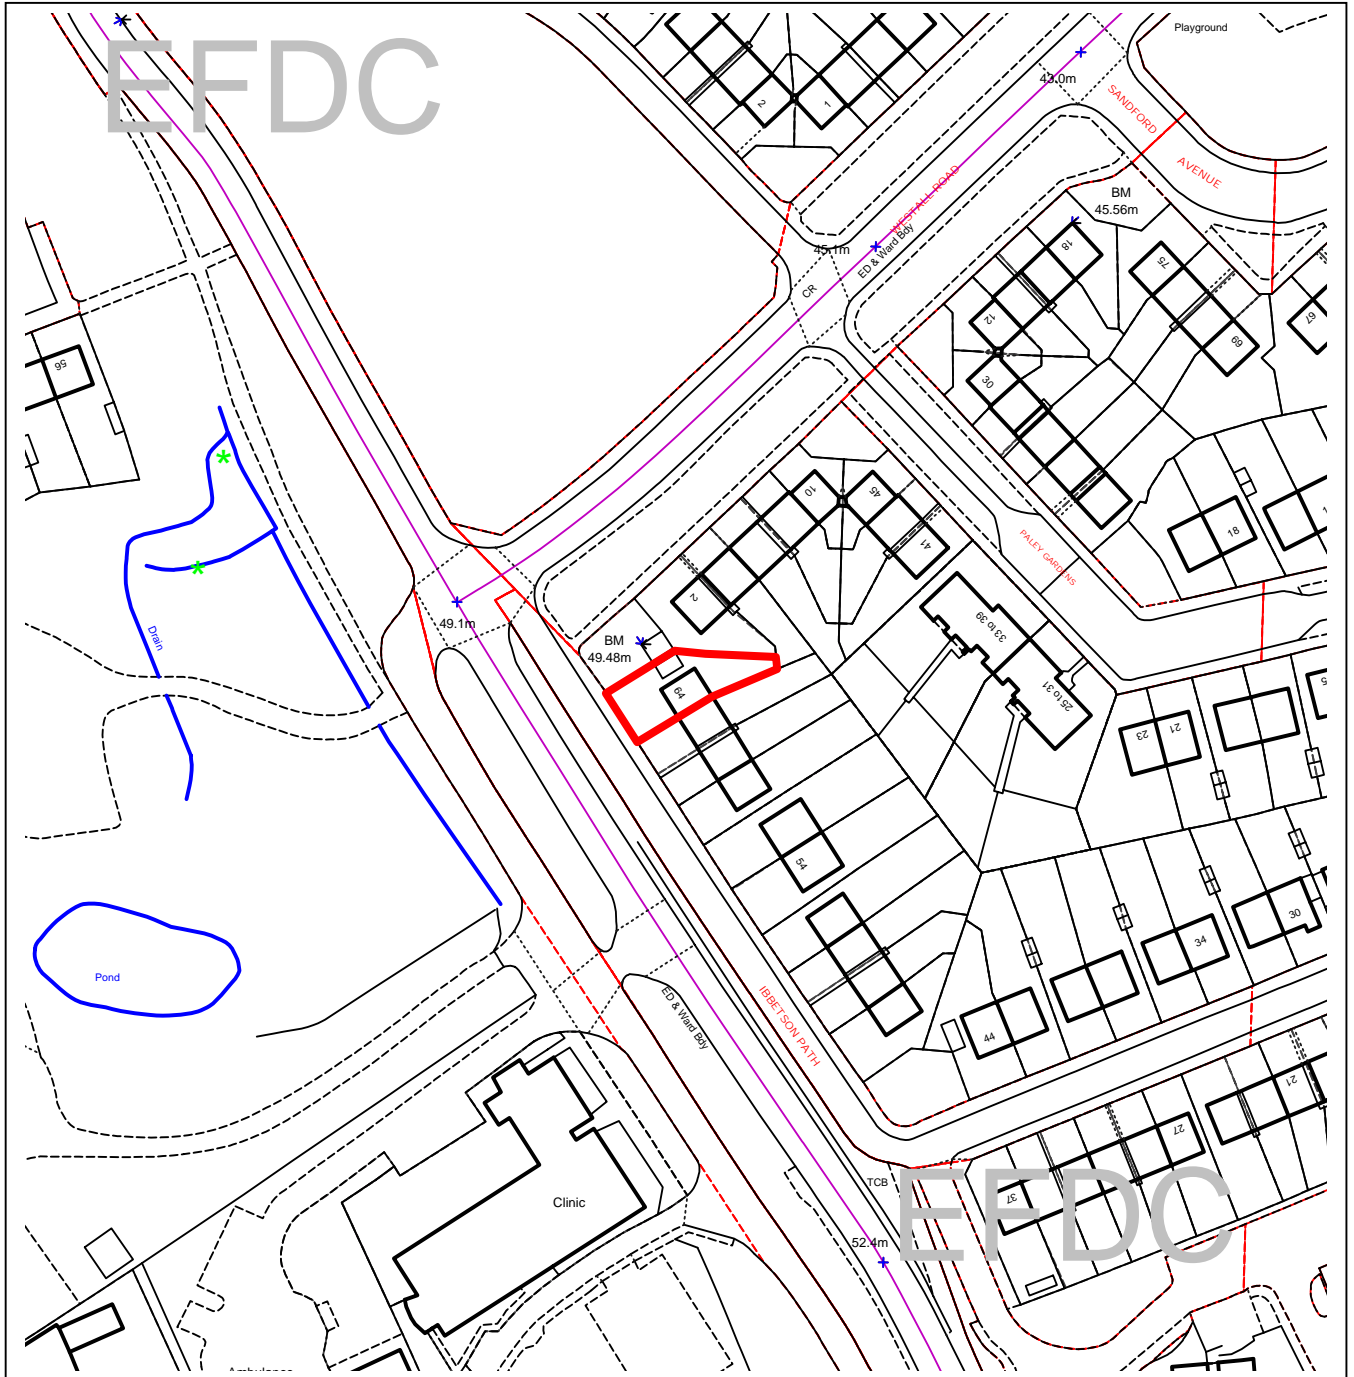 EFDC
Playground
43.0m
SANDFORD
AVENUE
2
1
WESTALL ROAD
BM
45.56m
45.1m
ED & Ward Bdy
CR
18
75
12
67
69
56
30
10
45
18
41
PALEY GARDENS
2
49.1m
BM
49.48m
33 to 39
Drain
64
25 to 31
23
21
54
30
34
Pond
IBBETSON PATH
ED & Ward Bdy
44
21
27
Clinic
TCB
37
EFDC
52.4m